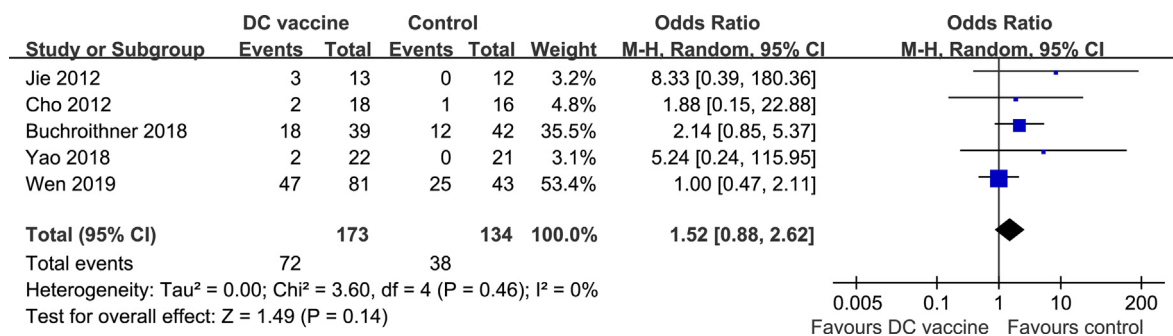 DC vaccine Control Odds Ratio Odds Ratio
Study or Subgroup Events Total Events Total Weight M-H, Random, 95% CI M-H, Random, 95% CI
Jie 2012 3 13 0 12 3.2% 8.33 [0.39, 180.36]
Cho 2012 2 18 1 16 4.8% 1.88 [0.15, 22.88]
Buchroithner 2018 18 39 12 42 35.5% 2.14 [0.85, 5.37]
Yao 2018 2 22 0 21 3.1% 5.24 [0.24, 115.95]
Wen 2019 47 81 25 43 53.4% 1.00 [0.47, 2.11]
Total (95% CI) 173 134 100.0% 1.52 [0.88, 2.62]
Total events 72 38
Heterogeneity: Tau² = 0.00; Chi² = 3.60, df = 4 (P = 0.46); I² = 0%
Test for overall effect: Z = 1.49 (P = 0.14)
0.005 0.1 1 10 200
Favours DC vaccine Favours control